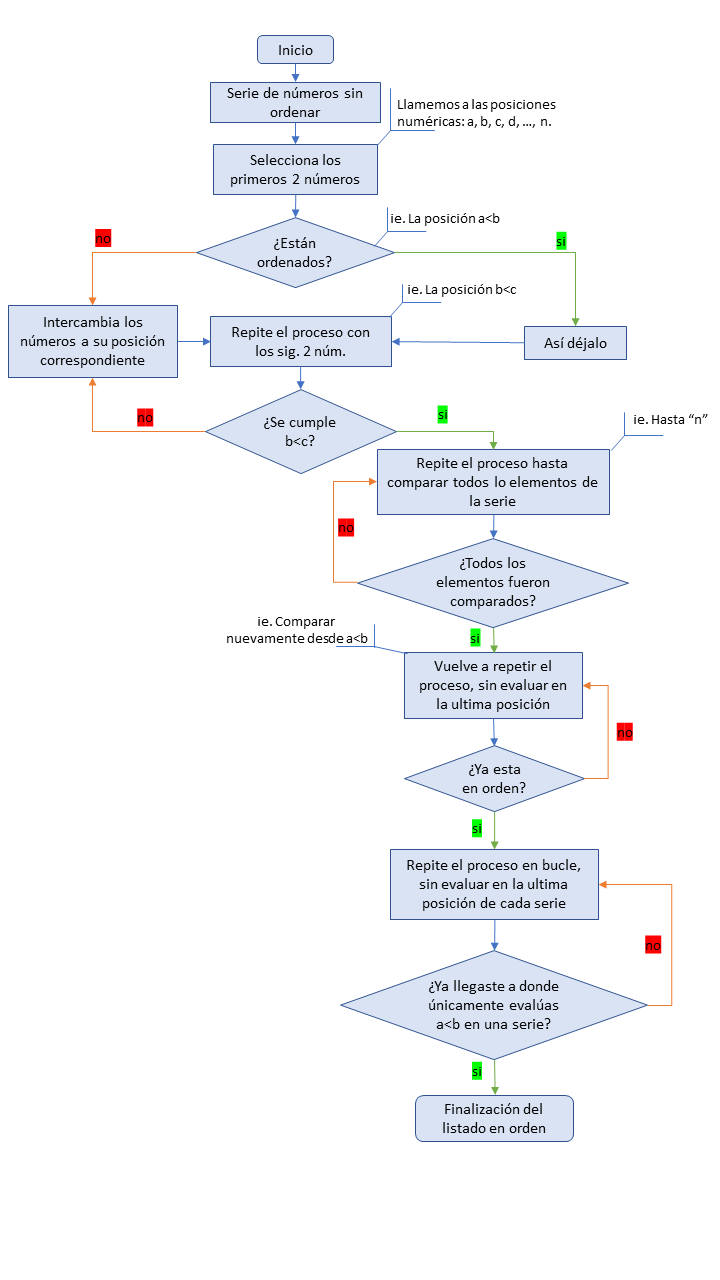 Inicio
Serie de números sin
ordenar
Llamemos a las posiciones
numéricas: a, b, c, d, …, n.
Selecciona los
primeros 2 números
ie. La posición a<b
¿Están
ordenados?
no
si
ie. La posición b<c
Intercambia los
números a su posición
correspondiente
Repite el proceso con
los sig. 2 núm.
Así déjalo
¿Se cumple
b<c?
no
si
ie. Hasta “n”
Repite el proceso hasta
comparar todos lo elementos de
la serie
no
¿Todos los
elementos fueron
comparados?
si
ie. Comparar
nuevamente desde a<b
Vuelve a repetir el
proceso, sin evaluar en
la ultima posición
no
¿Ya esta
en orden?
si
Repite el proceso en bucle,
sin evaluar en la ultima
posición de cada serie
no
¿Ya llegaste a donde
únicamente evalúas
a<b en una serie?
si
Finalización del
listado en orden